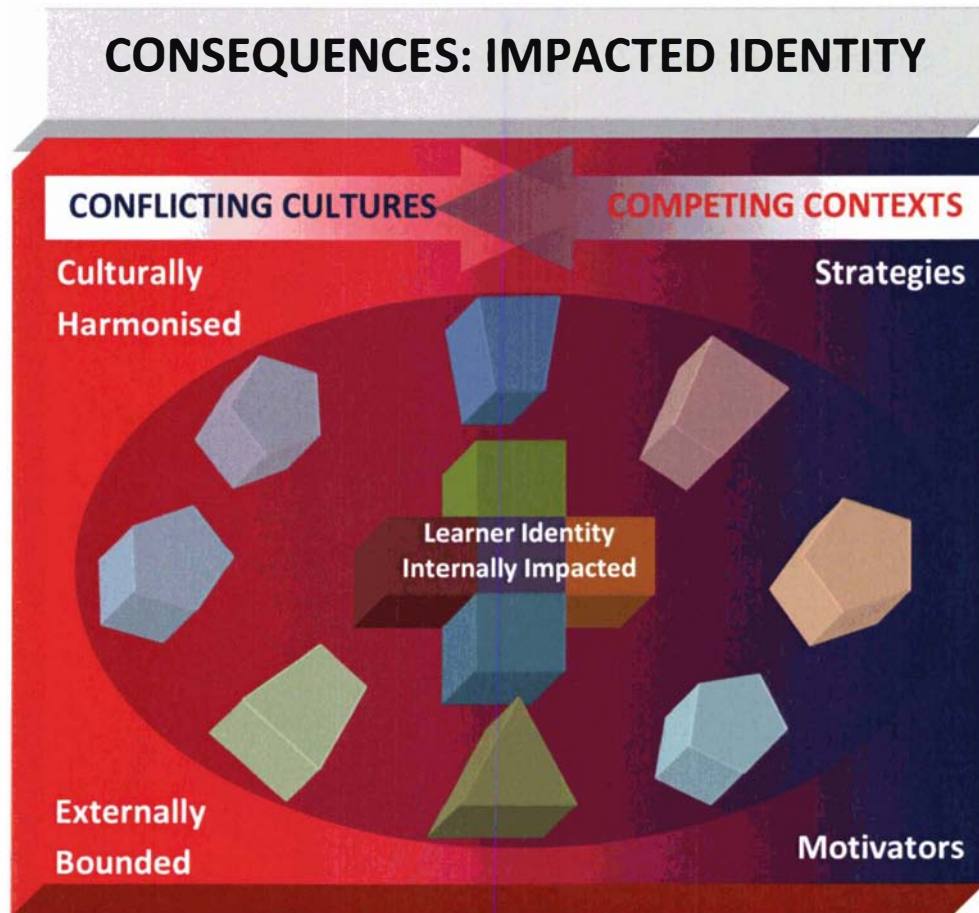 CONSEQUENCES: IMPACTED IDENTITY
CONFLICTING CULTURES
COMPETING CONTEXTS
Culturally
Harmonised
Strategies
Learner Identity
Internally Impacted
Externally
Bounded
Motivators